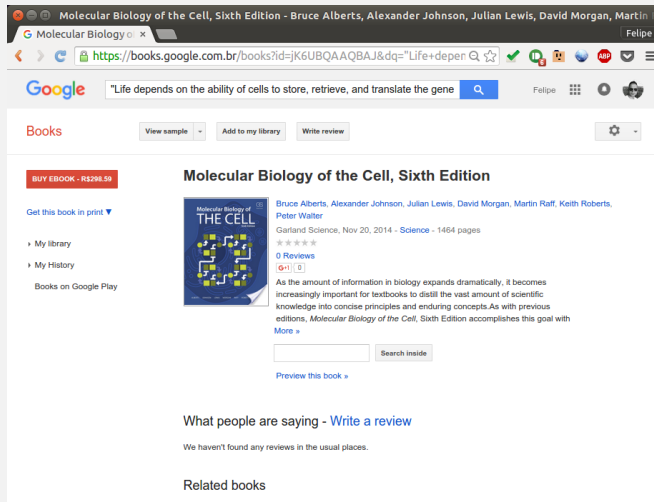 Molecular Biology of the Cell, Sixth Edition - Bruce Alberts, Alexander Johnson, Julian Lewis, David Morgan, Martin
Molecular Biology o
Felipe
https://books.google.com.br/books?id=jK6UBQAAQBAJ&dq="Life+depen
ABP
Google
"Life depends on the ability of cells to store, retrieve, and translate the gene
Felipe
Books
View sample
Add to my library
Write review
BUY EBOOK - R$298.59
Get this book in print ▼
My library
My History
Books on Google Play
Molecular Biology of the Cell, Sixth Edition
Molecular Biology of
THE CELL
Bruce Alberts, Alexander Johnson, Julian Lewis, David Morgan, Martin Raff, Keith Roberts,
Peter Walter
Garland Science, Nov 20, 2014 - Science - 1464 pages
0 Reviews
G+1 0
As the amount of information in biology expands dramatically, it becomes
increasingly important for textbooks to distill the vast amount of scientific
knowledge into concise principles and enduring concepts.As with previous
editions, Molecular Biology of the Cell, Sixth Edition accomplishes this goal with
More »
Search inside
Preview this book »
What people are saying - Write a review
We haven't found any reviews in the usual places.
Related books